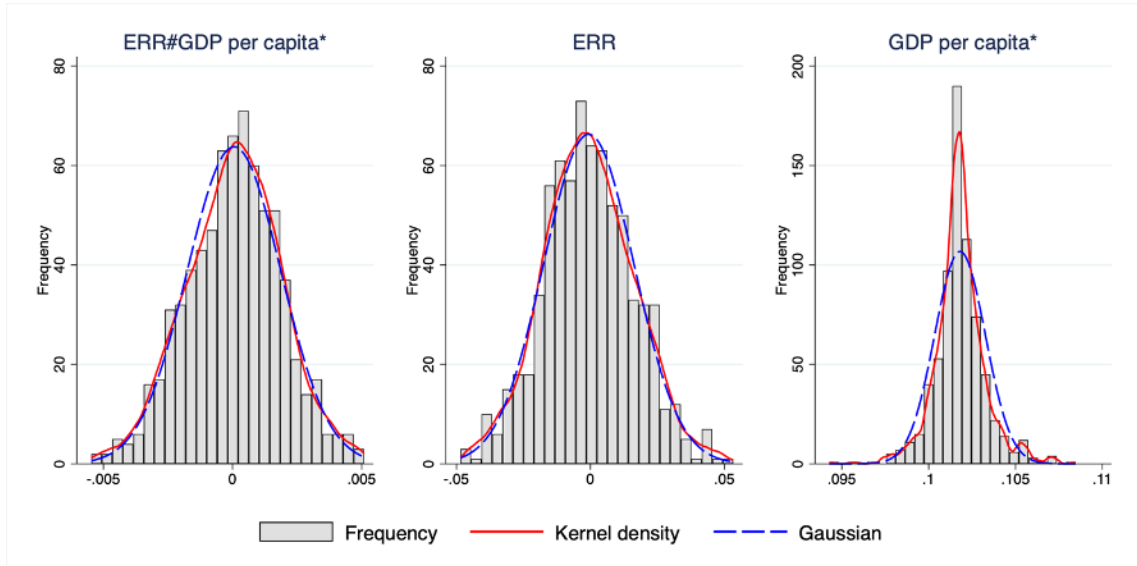 ERR#GDP per capita*
80
60
40
20
0
Frequency
-.005
0
.005
ERR
80
60
40
20
0
Frequency
-.05
0
.05
GDP per capita*
200
150
100
50
0
Frequency
.095
.1
.105
.11
Frequency
Kernel density
Gaussian